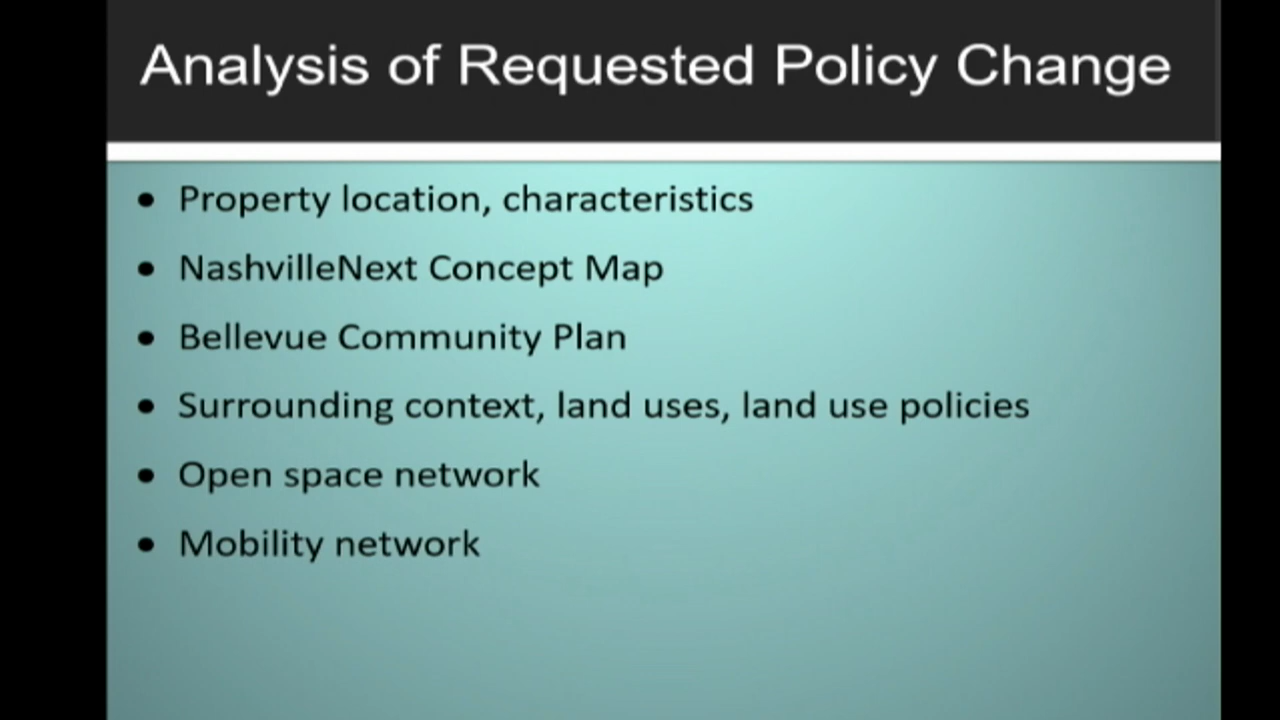 Analysis of Requested Policy Change
• Property location, characteristics
• NashvilleNext Concept Map
• Bellevue Community Plan
• Surrounding context, land uses, land use policies
• Open space network
• Mobility network